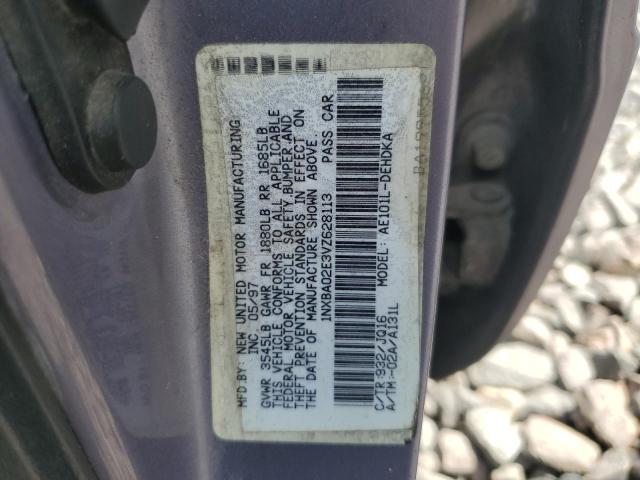 MFD.BY: NEW UNITED MOTOR MANUFACTURING
INC 05/97
GVWR 3545LB GAWR FR 1880LB RR 1685LB
THIS VEHICLE CONFORMS TO ALL APPLICABLE
FEDERAL MOTOR VEHICLE SAFETY,BUMPER,AND
THEFT PREVENTION STANDARDS IN EFFECT ON
THE DATE OF MANUFACTURE SHOWN ABOVE.
1NXBA02E3VZ628113 PASS CAR
MODEL: AE101L-DEHDKA
C/TR:932/JQ16
A/TM:-02A/A131L